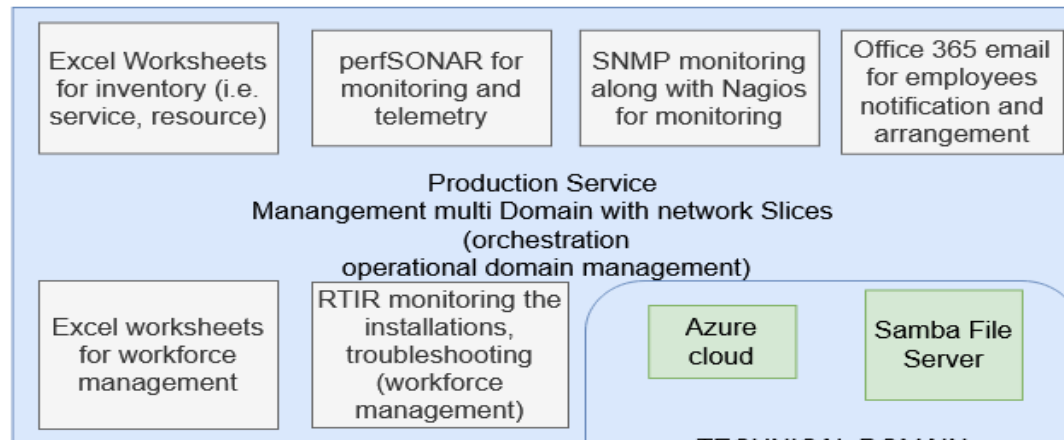 Excel Worksheets
for inventory (i.e.
service, resource)
perfSONAR for
monitoring and
telemetry
SNMP monitoring
along with Nagios
for monitoring
Office 365 email
for employees
notification and
arrangement
Production Service
Manangement multi Domain with network Slices
(orchestration
operational domain management)
Excel worksheets
for workforce
management
RTIR monitoring the
installations,
troubleshooting
(workforce
management)
Azure
cloud
Samba File
Server
TECHNICAL DOMAIN